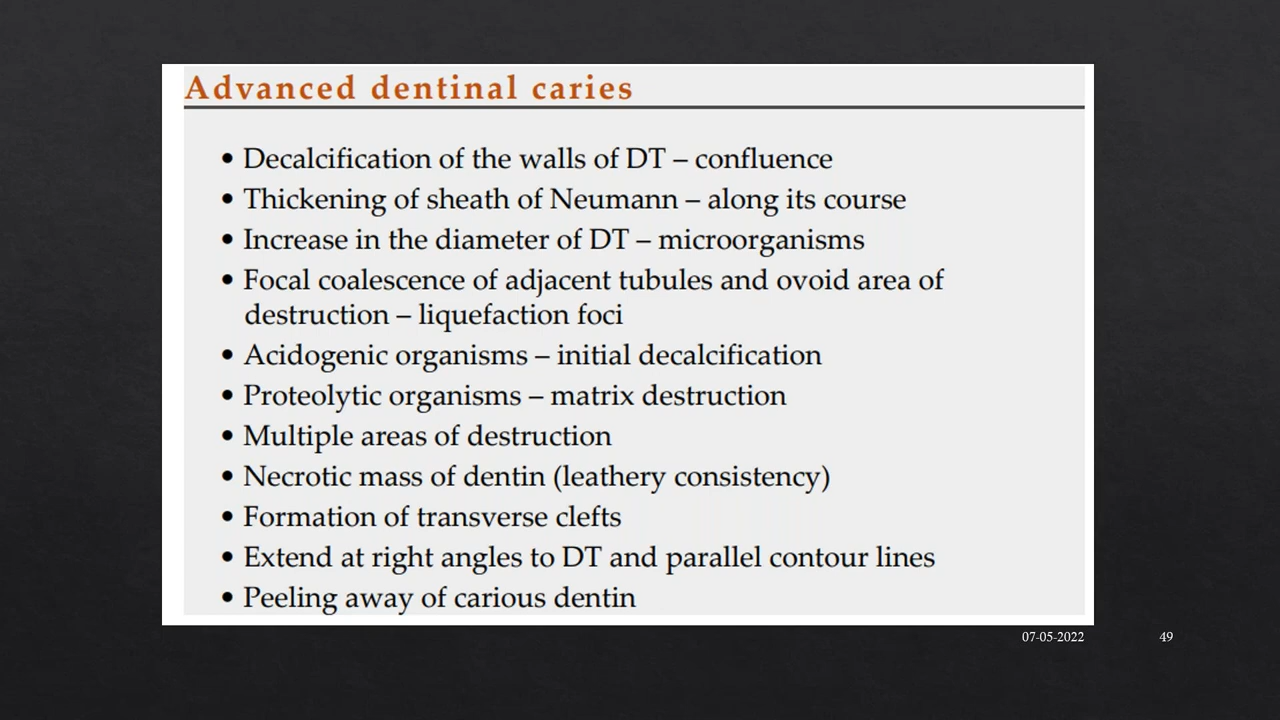 Advanced dentinal caries
• Decalcification of the walls of DT – confluence
• Thickening of sheath of Neumann – along its course
• Increase in the diameter of DT – microorganisms
• Focal coalescence of adjacent tubules and ovoid area of
destruction – liquefaction foci
• Acidogenic organisms – initial decalcification
• Proteolytic organisms – matrix destruction
• Multiple areas of destruction
• Necrotic mass of dentin (leathery consistency)
• Formation of transverse clefts
• Extend at right angles to DT and parallel contour lines
• Peeling away of carious dentin
07-05-2022 49